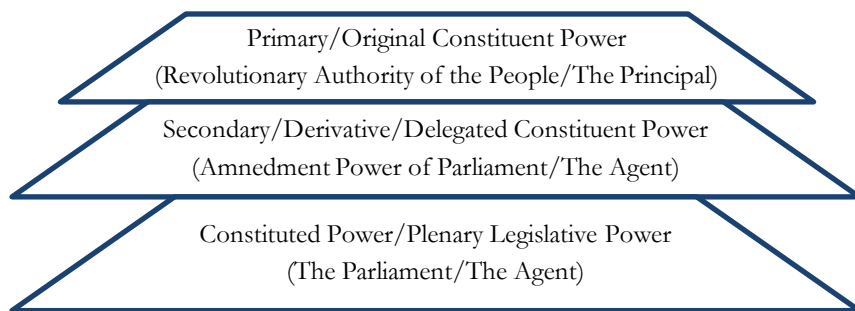 Primary/Original Constituent Power
(Revolutionary Authority of the People/The Principal)
Secondary/Derivative/Delegated Constituent Power
(Amnedment Power of Parliament/The Agent)
Constituted Power/Plenary Legislative Power
(The Parliament/The Agent)